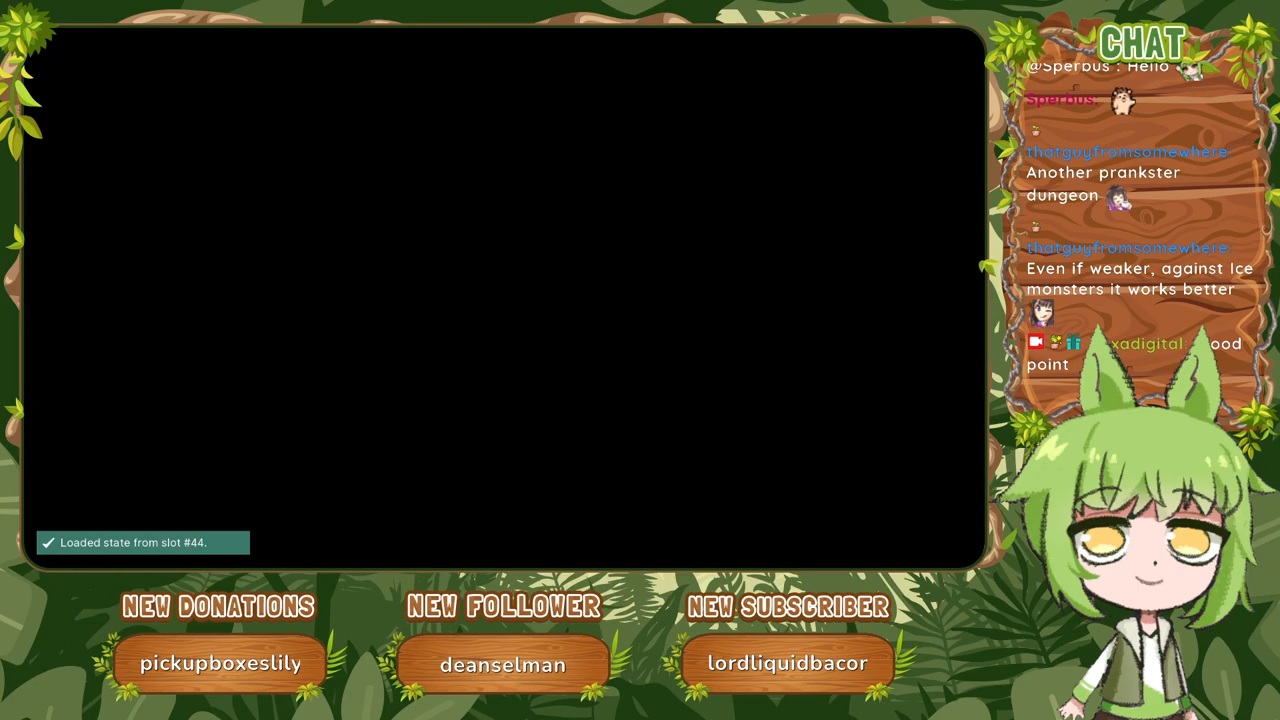 CHAT
@Sperbus : Hello
Sperbus:
thatguyfromsomewhere:
Another prankster
dungeon
thatguyfromsomewhere:
Even if weaker, against Ice
monsters it works better
point
Loaded state from slot #44.
NEW DONATIONS
NEW FOLLOWER
NEW SUBSCRIBER
pickupboxeslily
deanselman
lordliquidbacor